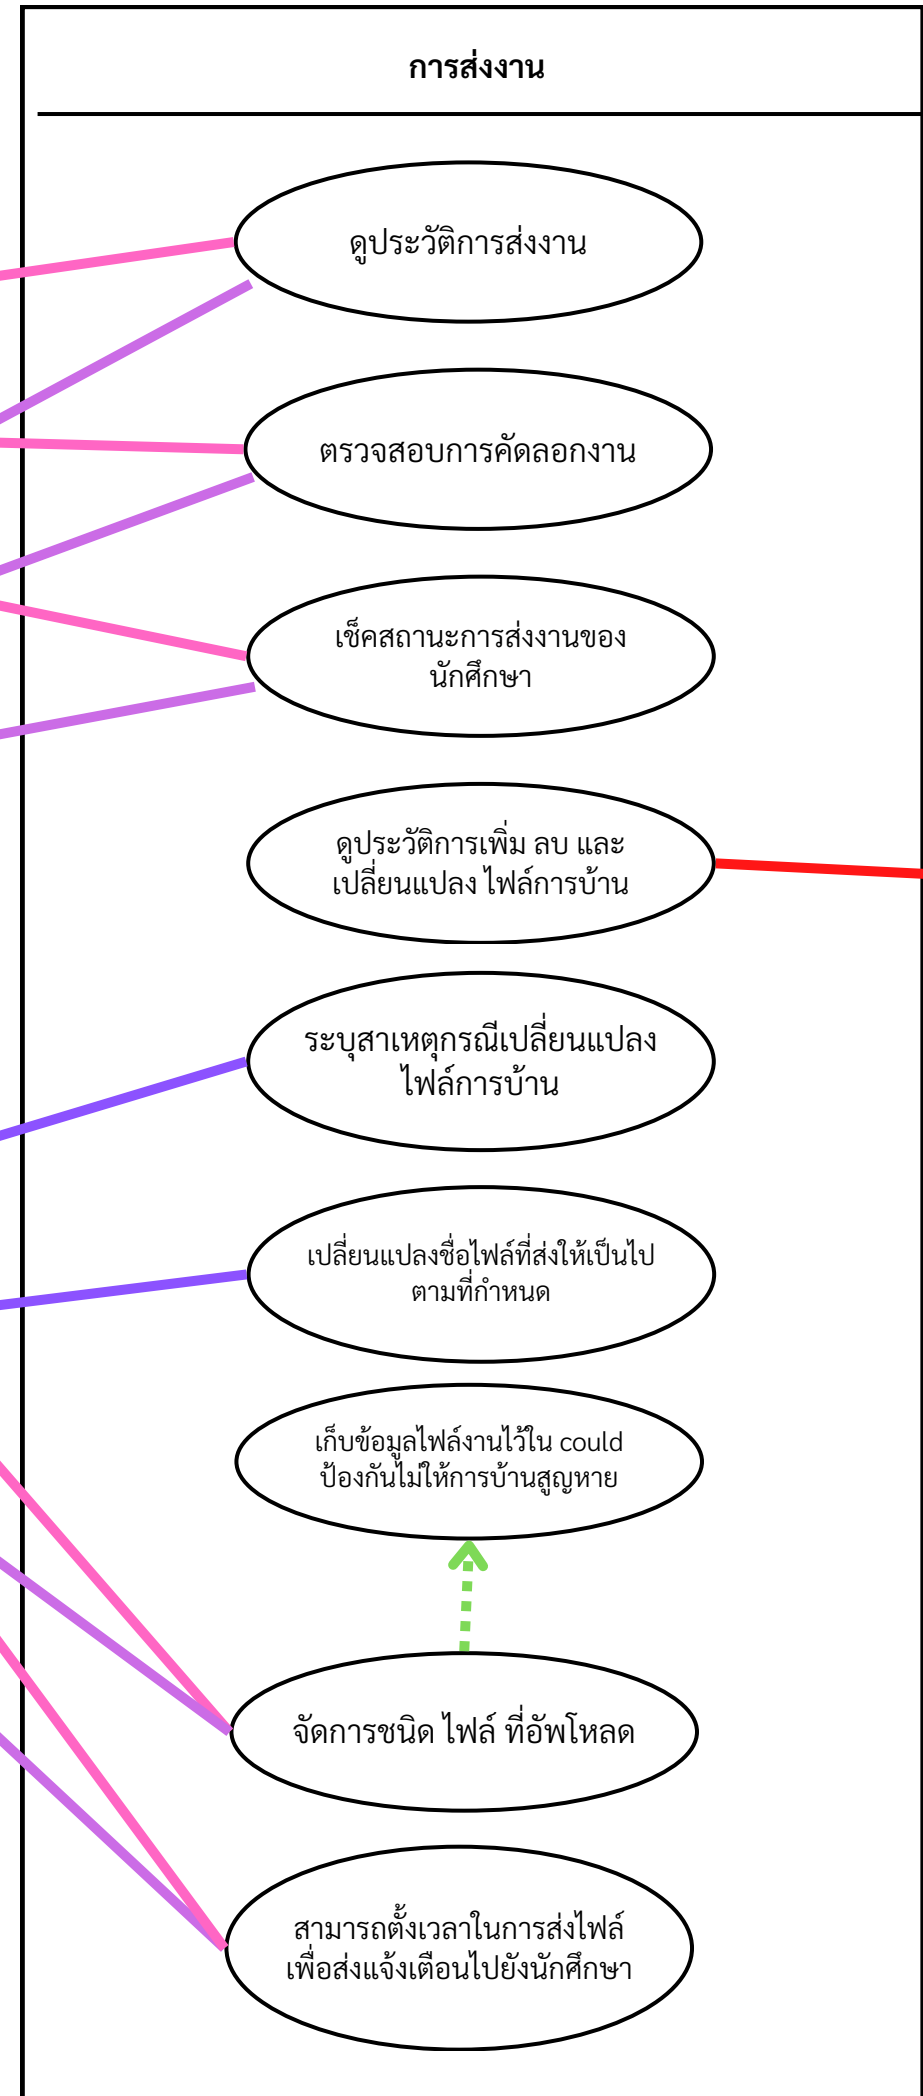 การส่งงาน
ดูประวัติการส่งงาน
ตรวจสอบการคัดลอกงาน
เช็คสถานะการส่งงานของ
นักศึกษา
ดูประวัติการเพิ่ม ลบ และ
เปลี่ยนแปลง ไฟล์การบ้าน
ระบุสาเหตุกรณีเปลี่ยนแปลง
ไฟล์การบ้าน
เปลี่ยนแปลงชื่อไฟล์ที่ส่งให้เป็นไป
ตามที่กำหนด
เก็บข้อมูลไฟล์งานไว้ใน could
ป้องกันไม่ให้การบ้านสูญหาย
จัดการชนิด ไฟล์ ที่อัพโหลด
สามารถตั้งเวลาในการส่งไฟล์
เพื่อส่งแจ้งเตือนไปยังนักศึกษา